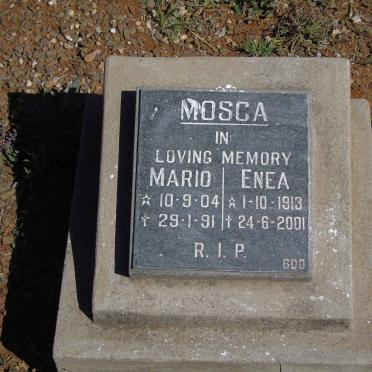 MOSCA
IN
LOVING MEMORY
MARIO ENEA
☆ 10-9-04 ☆ 1-10-1913
† 29-1-91 † 24-6-2001
R.I.P.
600